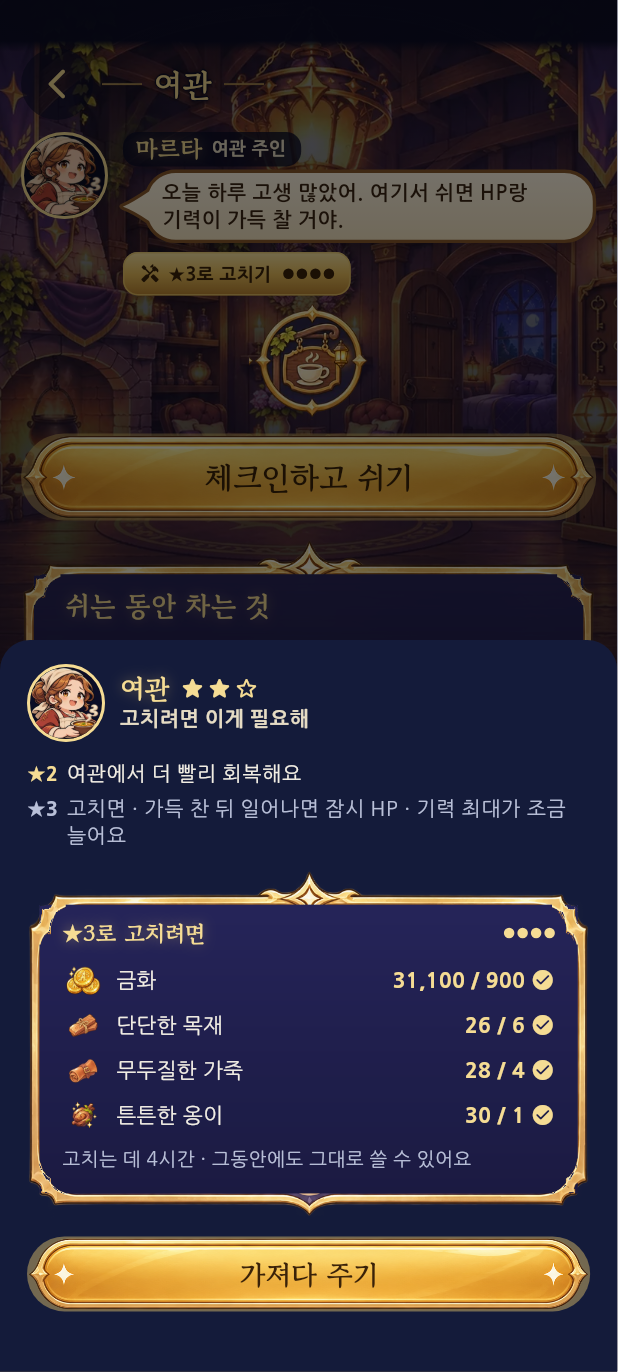 여관
마르타 여관 주인
오늘 하루 고생 많았어. 여기서 쉬면 HP랑
기력이 가득 찰 거야.
★3로 고치기 ●●●●
체크인하고 쉬기
쉬는 동안 차는 것
여관 ★★☆
고치려면 이게 필요해
★2 여관에서 더 빨리 회복해요
★3 고치면 · 가득 찬 뒤 일어나면 잠시 HP · 기력 최대가 조금
늘어요
★3로 고치려면 ●●●●
금화 31,100 / 900
단단한 목재 26 / 6
무두질한 가죽 28 / 4
튼튼한 옹이 30 / 1
고치는 데 4시간 · 그동안에도 그대로 쓸 수 있어요
가져다 주기